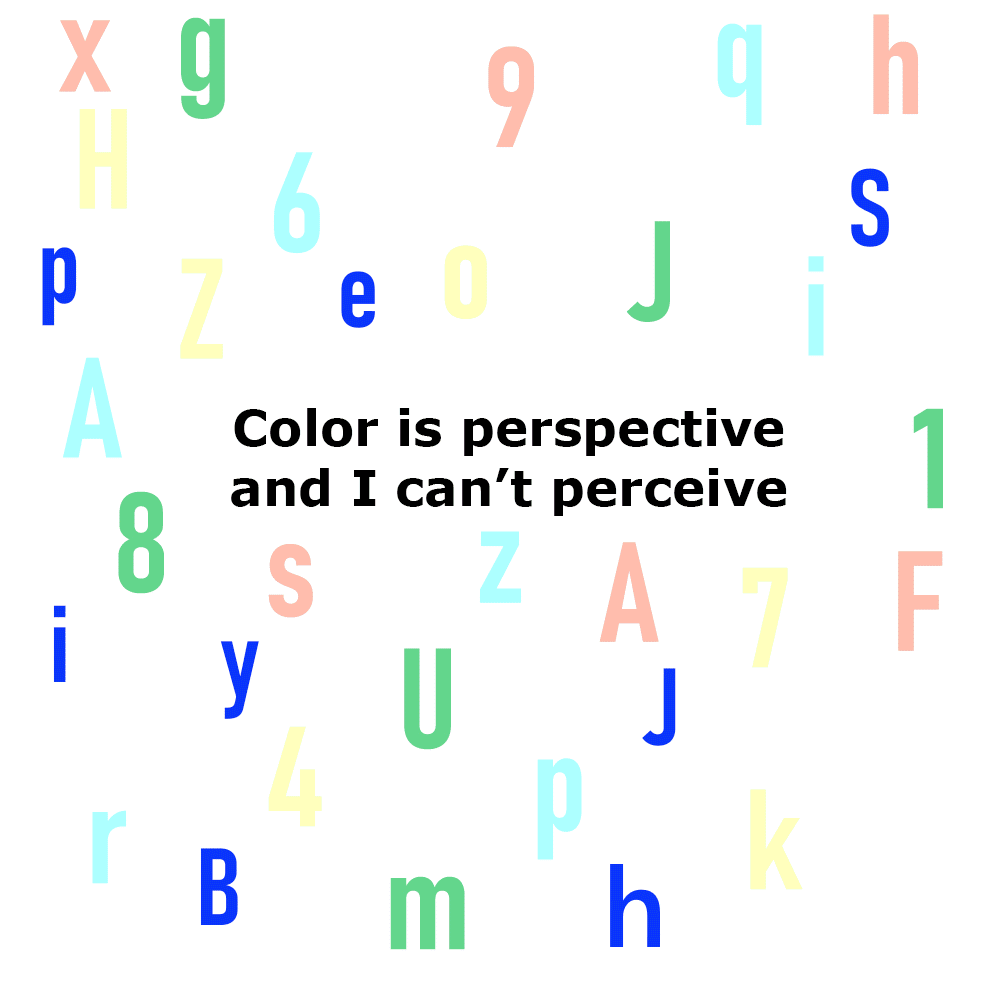 x g 9 q h
H 6 S
p Z e o J i
A
Color is perspective
and I can’t perceive
1
8 s z A 7 F
i y U J
4 p k
r B m h